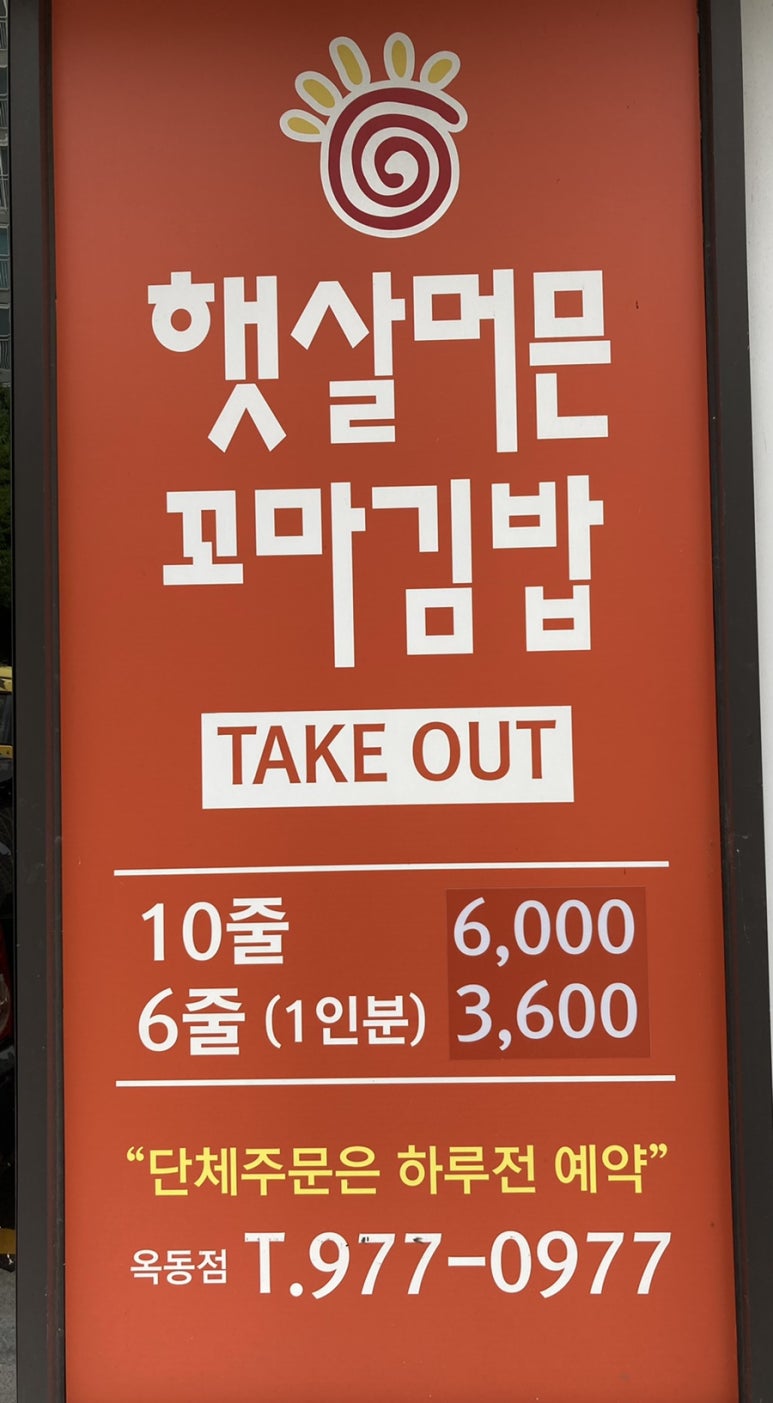 햇살머믄
꼬마김밥
TAKE OUT
10줄 6,000
6줄 (1인분) 3,600
“단체주문은 하루전 예약”
옥동점 T.977-0977